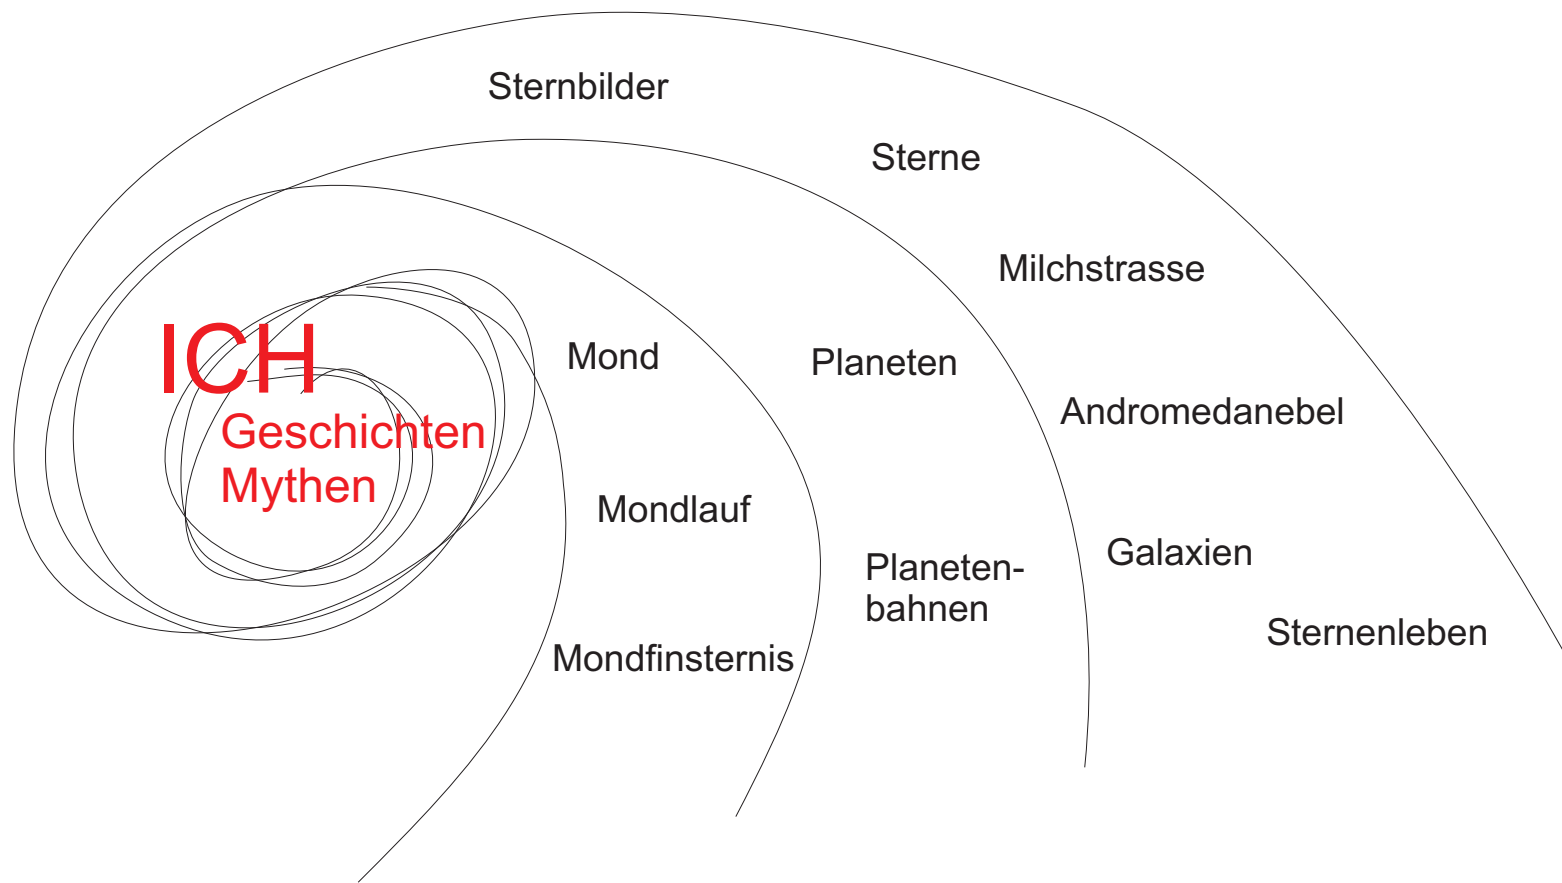 Sternbilder
Sterne
Milchstrasse
ICH
Geschichten
Mythen
Mond
Planeten
Andromedanebel
Mondlauf
Planeten-
bahnen
Galaxien
Sternenleben
Mondfinsternis